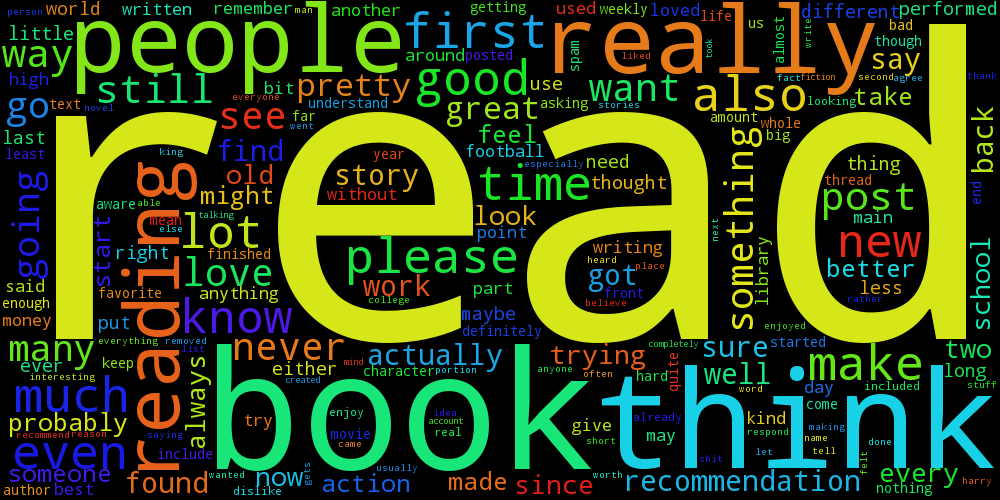 person world written remember man another getting used weekly loved life us different performed
little people first really almost write bad
way around posted spam liked took though say
high still pretty good use want also fact fiction second agree thank
go text bit understand asking stories looking take
novel everyone far great amount whole
last see went feel football big back
least find king year especially need thing
going old story time thought something thread post
aware able without look main
read
might talking
mean else lot please point writing heard next new
start right finished got place library better school end
said love work part front less rather
enough favorite anything college believe
money put know maybe definitely enjoyed
reading
many everything removed never actually completely trying sure started make two
ever list either character portion anyone quite well long
interesting keep mind often hard day included stuff
much always created book think
probably try enjoy idea account real give already word kind come
recommend reason movie short may respond making name tell done
even saying came let
someone include wanted gets usually worth shit felt every harry
author best found now dislike action made since recommendation nothing